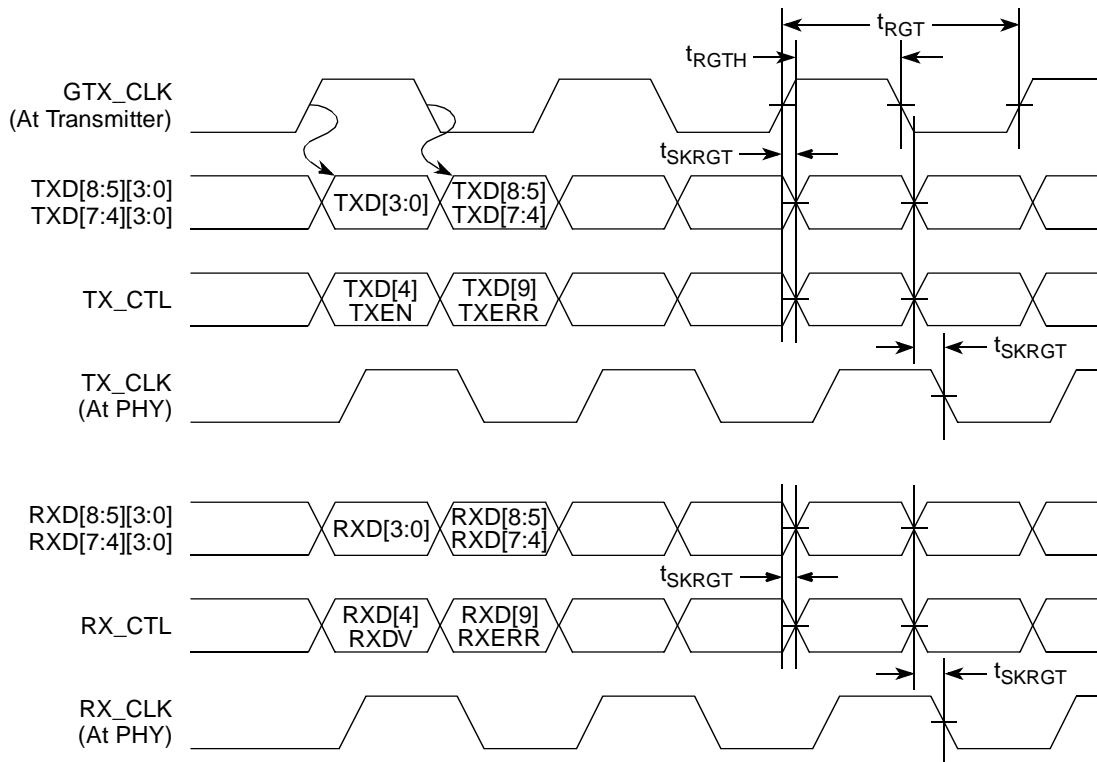 tRGT
tRGTH
GTX_CLK
(At Transmitter)
tSKRGT
TXD[8:5][3:0]
TXD[7:4][3:0]
TXD[3:0]
TXD[8:5]
TXD[7:4]
TX_CTL
TXD[4]
TXEN
TXD[9]
TXERR
tSKRGT
TX_CLK
(At PHY)
RXD[8:5][3:0]
RXD[7:4][3:0]
RXD[3:0]
RXD[8:5]
RXD[7:4]
tSKRGT
RX_CTL
RXD[4]
RXDV
RXD[9]
RXERR
tSKRGT
RX_CLK
(At PHY)